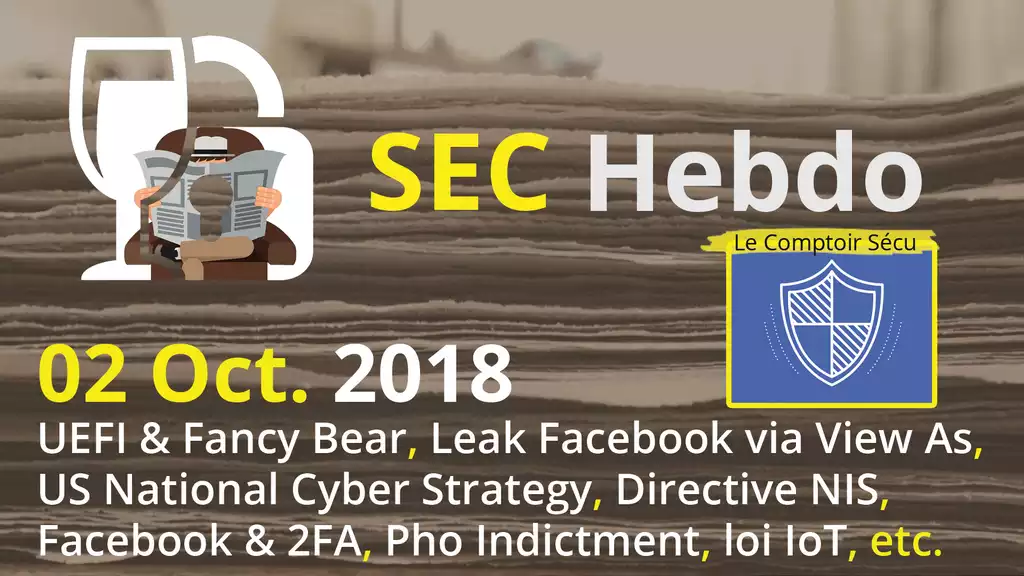 SEC Hebdo
Le Comptoir Sécu
02 Oct. 2018
UEFI & Fancy Bear, Leak Facebook via View As,
US National Cyber Strategy, Directive NIS,
Facebook & 2FA, Pho Indictment, loi IoT, etc.